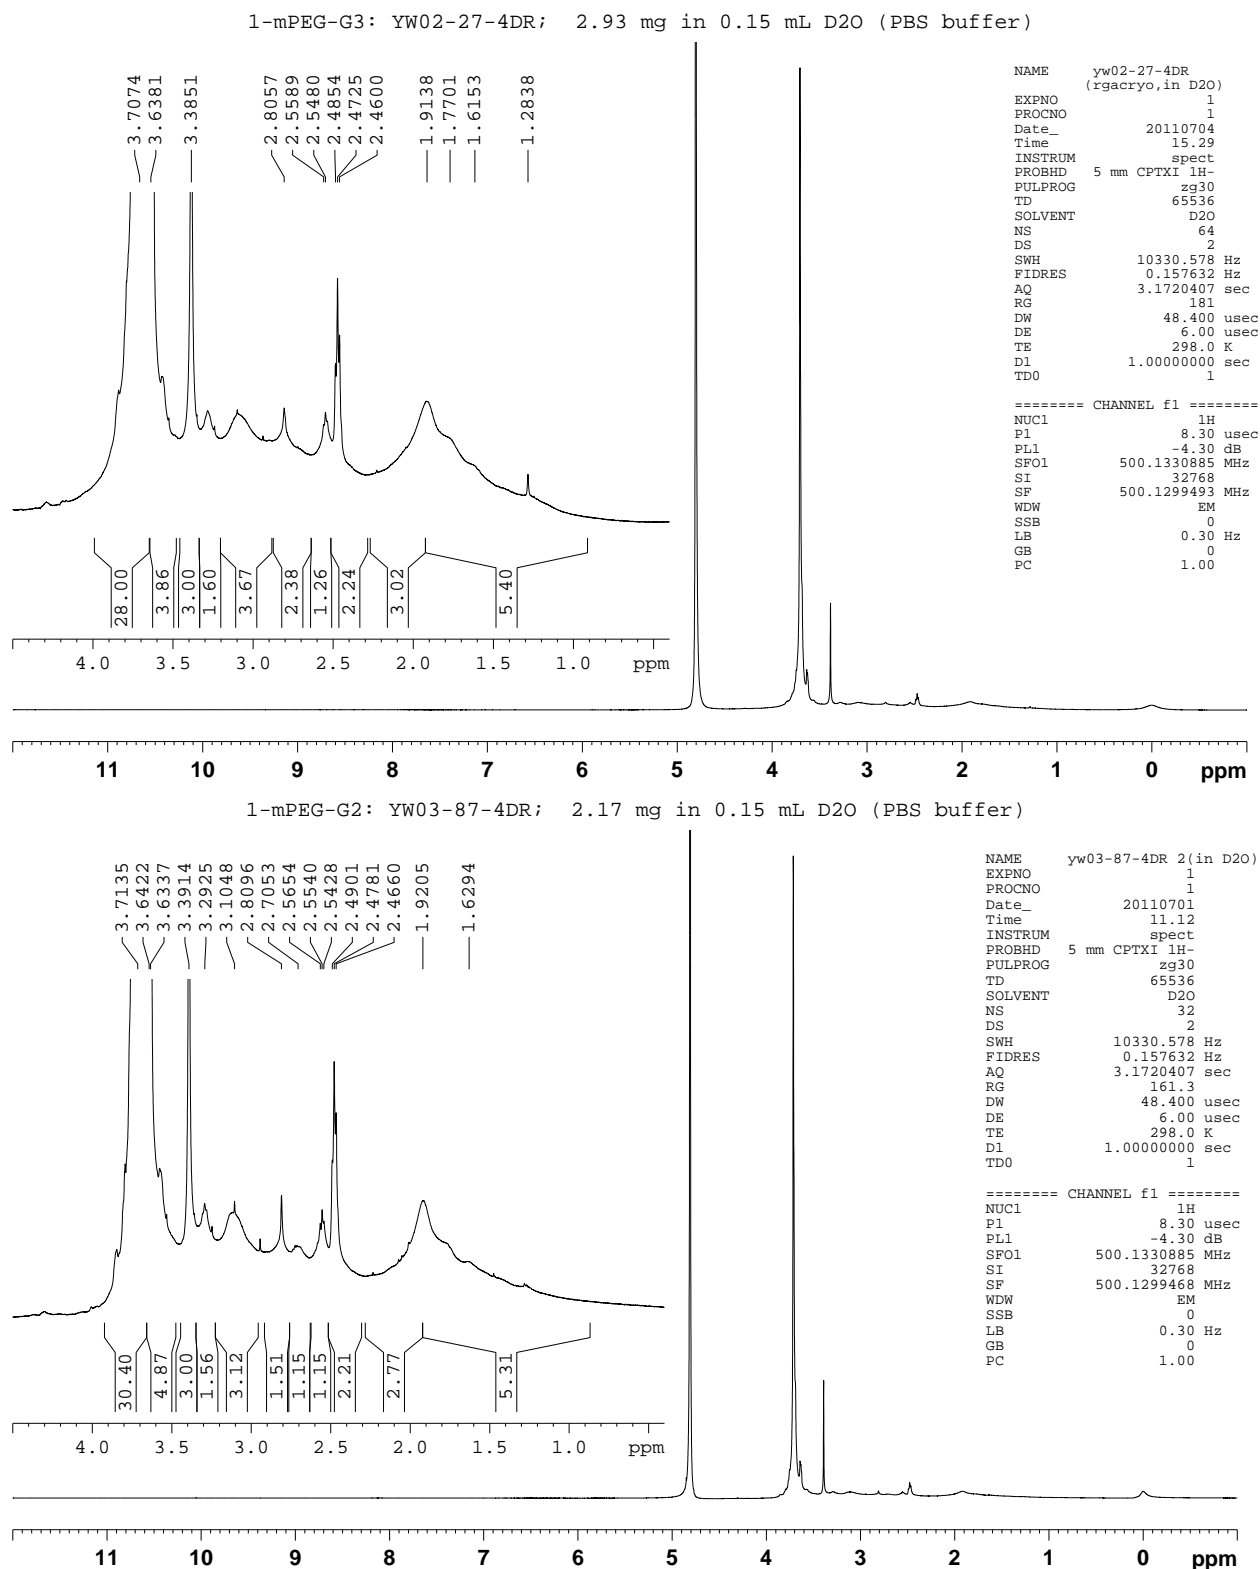 1-mPEG-G3: YW02-27-4DR;  2.93 mg in 0.15 mL D2O (PBS buffer)
3.7074
3.6381
3.3851
2.8057
2.5589
2.5480
2.4854
2.4725
2.4600
1.9138
1.7701
1.6153
1.2838
NAME yw02-27-4DR
(rgacryo,in D2O)
EXPNO 1
PROCNO 1
Date_ 20110704
Time 15.29
INSTRUM spect
PROBHD 5 mm CPTXI 1H-
PULPROG zg30
TD 65536
SOLVENT D2O
NS 64
DS 2
SWH 10330.578 Hz
FIDRES 0.157632 Hz
AQ 3.1720407 sec
RG 181
DW 48.400 usec
DE 6.00 usec
TE 298.0 K
D1 1.00000000 sec
TD0 1
======== CHANNEL f1 ========
NUC1 1H
P1 8.30 usec
PL1 -4.30 dB
SFO1 500.1330885 MHz
SI 32768
SF 500.1299493 MHz
WDW EM
SSB 0
LB 0.30 Hz
GB 0
PC 1.00
28.00
3.86
3.00
1.60
3.67
2.38
1.26
2.24
3.02
5.40
4.0 3.5 3.0 2.5 2.0 1.5 1.0 ppm
11 10 9 8 7 6 5 4 3 2 1 0 ppm
1-mPEG-G2: YW03-87-4DR;  2.17 mg in 0.15 mL D2O (PBS buffer)
3.7135
3.6422
3.6337
3.3914
3.2925
3.1048
2.8096
2.7053
2.5654
2.5540
2.5428
2.4901
2.4781
2.4660
1.9205
1.6294
NAME yw03-87-4DR 2(in D2O)
EXPNO 1
PROCNO 1
Date_ 20110701
Time 11.12
INSTRUM spect
PROBHD 5 mm CPTXI 1H-
PULPROG zg30
TD 65536
SOLVENT D2O
NS 32
DS 2
SWH 10330.578 Hz
FIDRES 0.157632 Hz
AQ 3.1720407 sec
RG 161.3
DW 48.400 usec
DE 6.00 usec
TE 298.0 K
D1 1.00000000 sec
TD0 1
======== CHANNEL f1 ========
NUC1 1H
P1 8.30 usec
PL1 -4.30 dB
SFO1 500.1330885 MHz
SI 32768
SF 500.1299468 MHz
WDW EM
SSB 0
LB 0.30 Hz
GB 0
PC 1.00
30.40
4.87
3.00
1.56
3.12
1.51
1.15
1.15
2.21
2.77
5.31
4.0 3.5 3.0 2.5 2.0 1.5 1.0 ppm
11 10 9 8 7 6 5 4 3 2 1 0 ppm